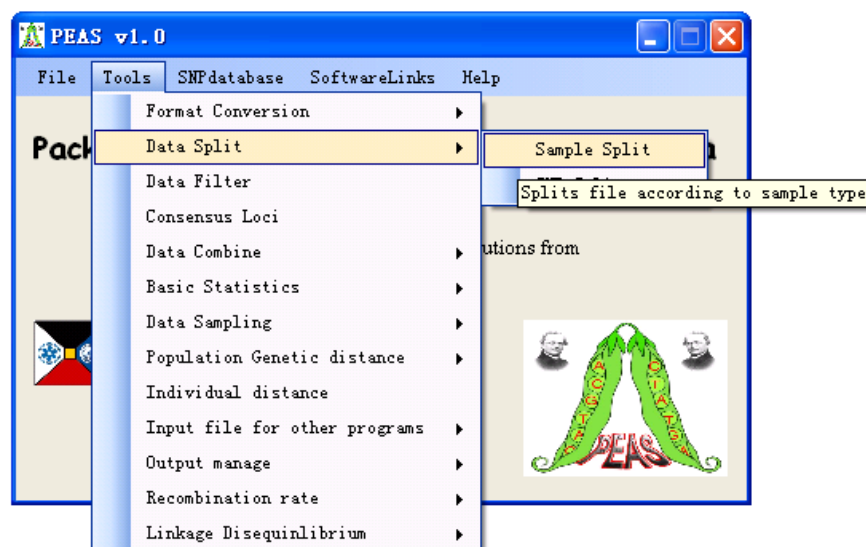 PEAS v1.0
File Tools SNPdatabase SoftwareLinks Help
Format Conversion
Pack
Data Split
Sample Split
Data Filter
Splits file according to sample type
Consensus Loci
Data Combine
utions from
Basic Statistics
Data Sampling
Population Genetic distance
Individual distance
Input file for other programs
Output manage
Recombination rate
Linkage Disequinlibrium
PEAS